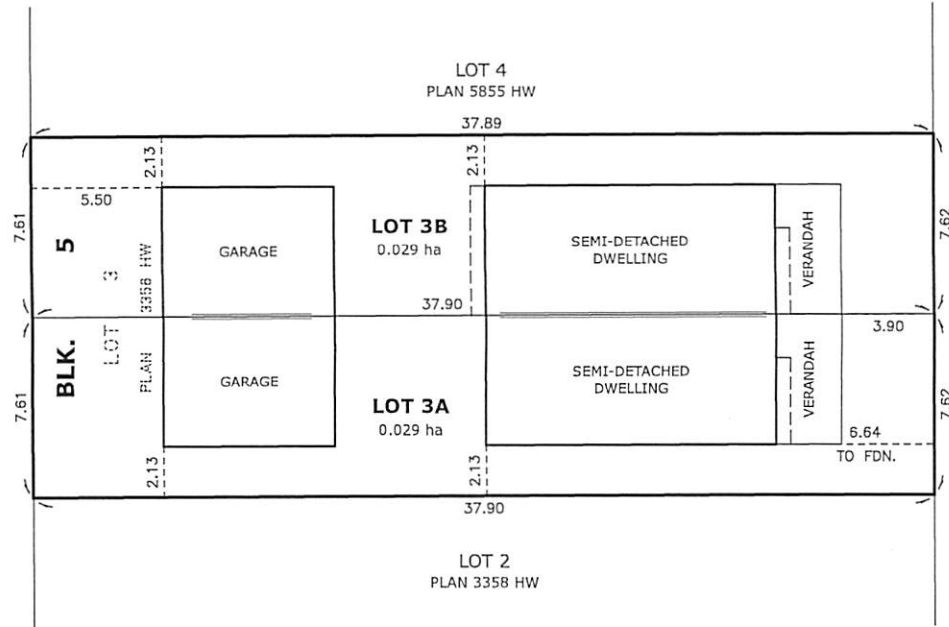 LOT 4
PLAN 5855 HW
37.89
2.13
2.13
5.50
7.61
7.62
5
3
3358 HW
GARAGE
LOT 3B
0.029 ha
SEMI-DETACHED
DWELLING
VERANDAH
37.90
3.90
BLK.
LOT
PLAN
GARAGE
LOT 3A
0.029 ha
SEMI-DETACHED
DWELLING
VERANDAH
7.61
7.62
6.64
TO FDN.
2.13
2.13
37.90
LOT 2
PLAN 3358 HW